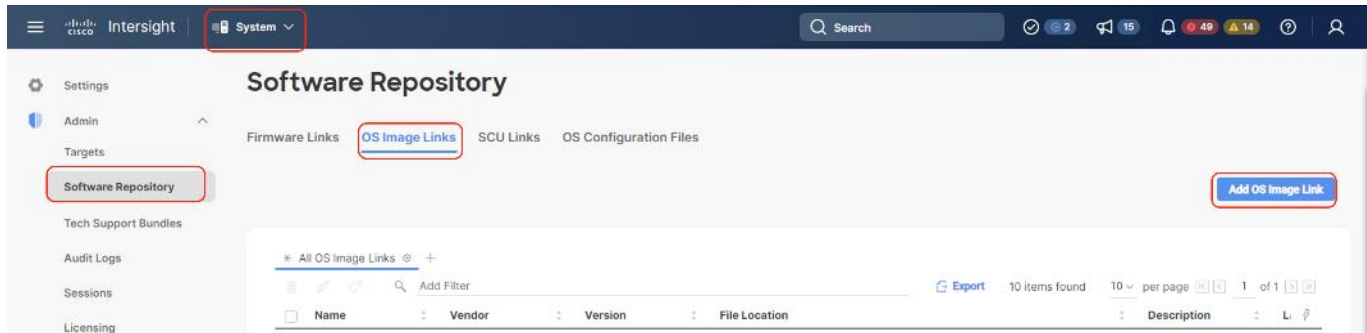 cisco Intersight System Search 2 15 49 14
Settings
Software Repository
Admin
Firmware Links OS Image Links SCU Links OS Configuration Files
Targets
Software Repository
Add OS Image Link
Tech Support Bundles
Audit Logs
All OS Image Links
Add Filter Export 10 items found 10 per page 1 of 1
Sessions
Name Vendor Version File Location Description L
Licensing